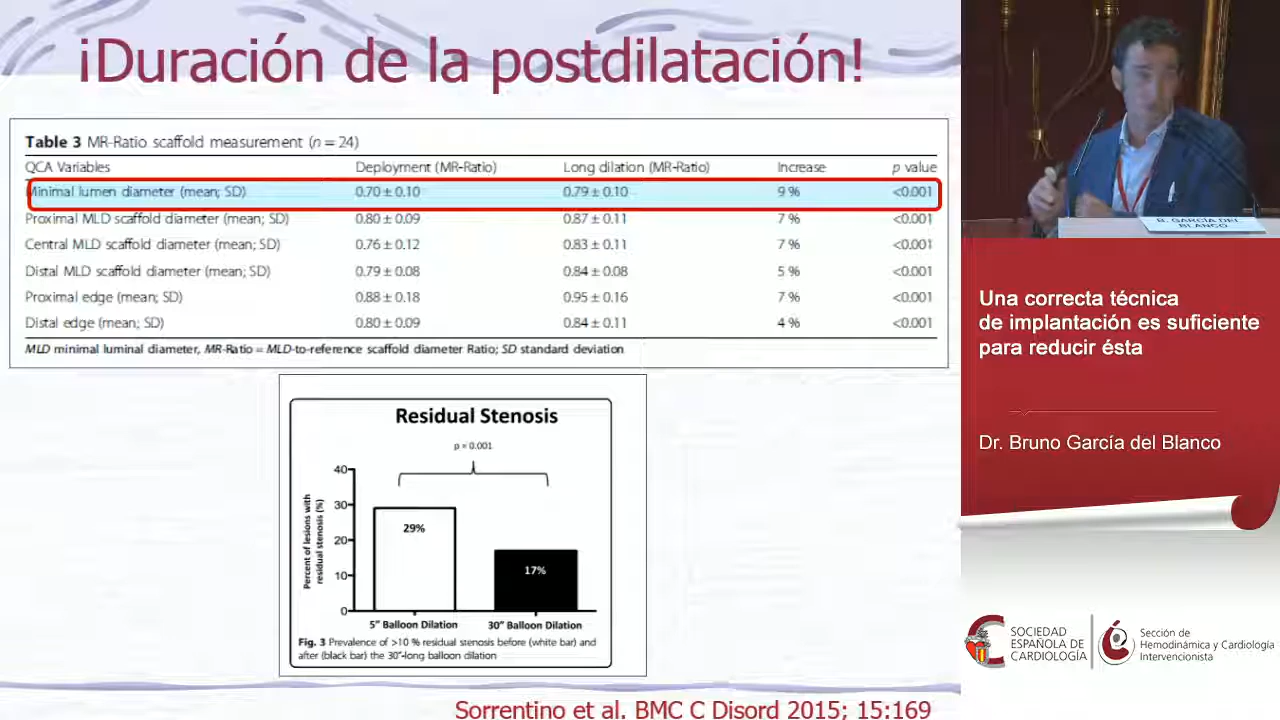 ¡Duración de la postdilatación!
Table 3 MR-Ratio scaffold measurement (n = 24)
QCA Variables Deployment (MR-Ratio) Long dilation (MR-Ratio) Increase p value
Minimal lumen diameter (mean; SD) 0.70 ± 0.10 0.79 ± 0.10 9 % <0.001
Proximal MLD scaffold diameter (mean; SD) 0.80 ± 0.09 0.87 ± 0.11 7 % <0.001
Central MLD scaffold diameter (mean; SD) 0.76 ± 0.12 0.83 ± 0.11 7 % <0.001
Distal MLD scaffold diameter (mean; SD) 0.79 ± 0.08 0.84 ± 0.08 5 % <0.001
Proximal edge (mean; SD) 0.88 ± 0.18 0.95 ± 0.16 7 % <0.001
Distal edge (mean; SD) 0.80 ± 0.09 0.84 ± 0.11 4 % <0.001
MLD minimal luminal diameter, MR-Ratio = MLD-to-reference scaffold diameter Ratio; SD standard deviation
Residual Stenosis
p = 0.001
Percent of lesions with
residual stenosis (%)
40
30
20
10
0
29%
17%
5" Balloon Dilation 30" Balloon Dilation
Fig. 3 Prevalence of >10 % residual stenosis before (white bar) and
after (black bar) the 30"-long balloon dilation
Sorrentino et al. BMC C Disord 2015; 15:169
B. GARCÍA DEL
BLANCO
Una correcta técnica
de implantación es suficiente
para reducir ésta
Dr. Bruno García del Blanco
SOCIEDAD
ESPAÑOLA DE
CARDIOLOGÍA
Sección de
Hemodinámica y Cardiología
Intervencionista